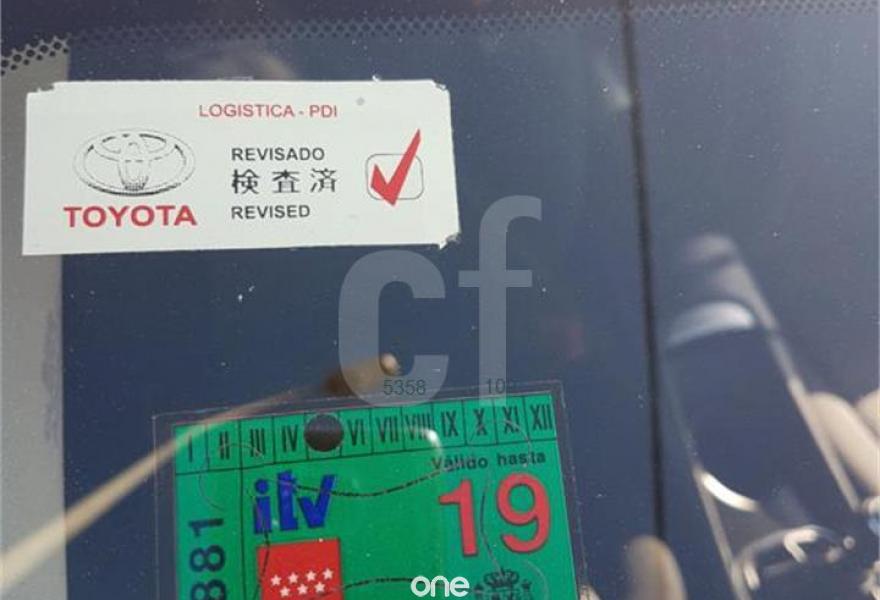 LOGISTICA - PDI
REVISADO
検査済
REVISED
TOYOTA
cf
5358
I II III IV VI VII VIII IX X XI XII
Válido hasta
itv
19
881
one